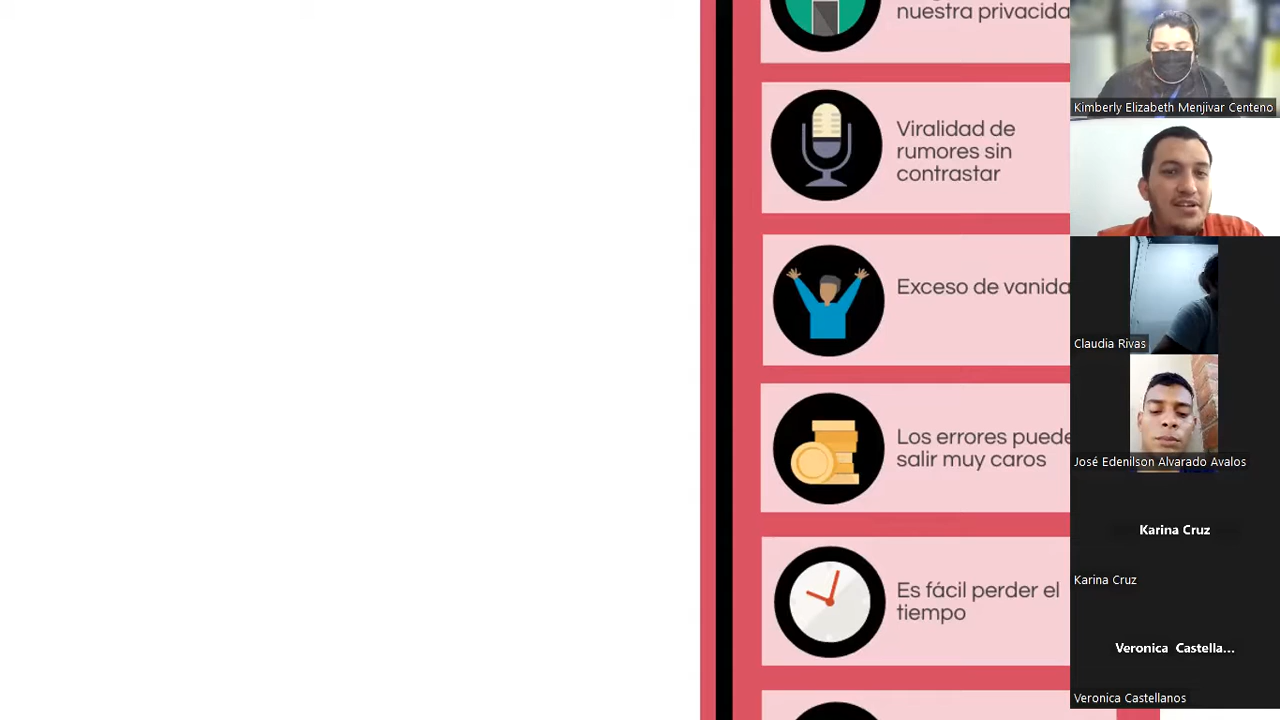 nuestra privacida
Viralidad de
rumores sin
contrastar
Exceso de vanida
Los errores puede
salir muy caros
Es fácil perder el
tiempo
Kimberly Elizabeth Menjivar Centeno
Claudia Rivas
José Edenilson Alvarado Avalos
Karina Cruz
Karina Cruz
Veronica Castella...
Veronica Castellanos